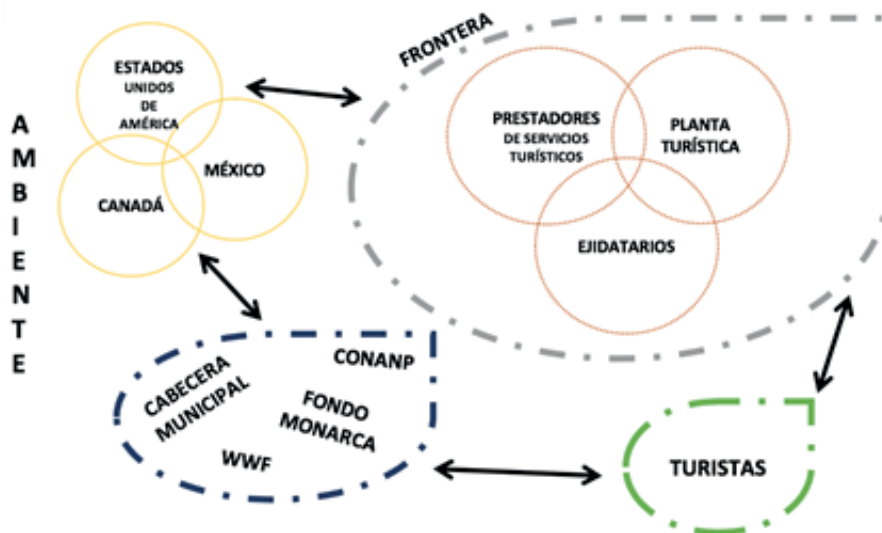 AMBIENTE
ESTADOS
UNIDOS
DE
AMÉRICA
MÉXICO
CANADÁ
FRONTERA
PRESTADORES
DE SERVICIOS
TURÍSTICOS
PLANTA
TURÍSTICA
EJIDATARIOS
CABECERA
MUNICIPAL
CONANP
FONDO
MONARCA
WWF
TURISTAS